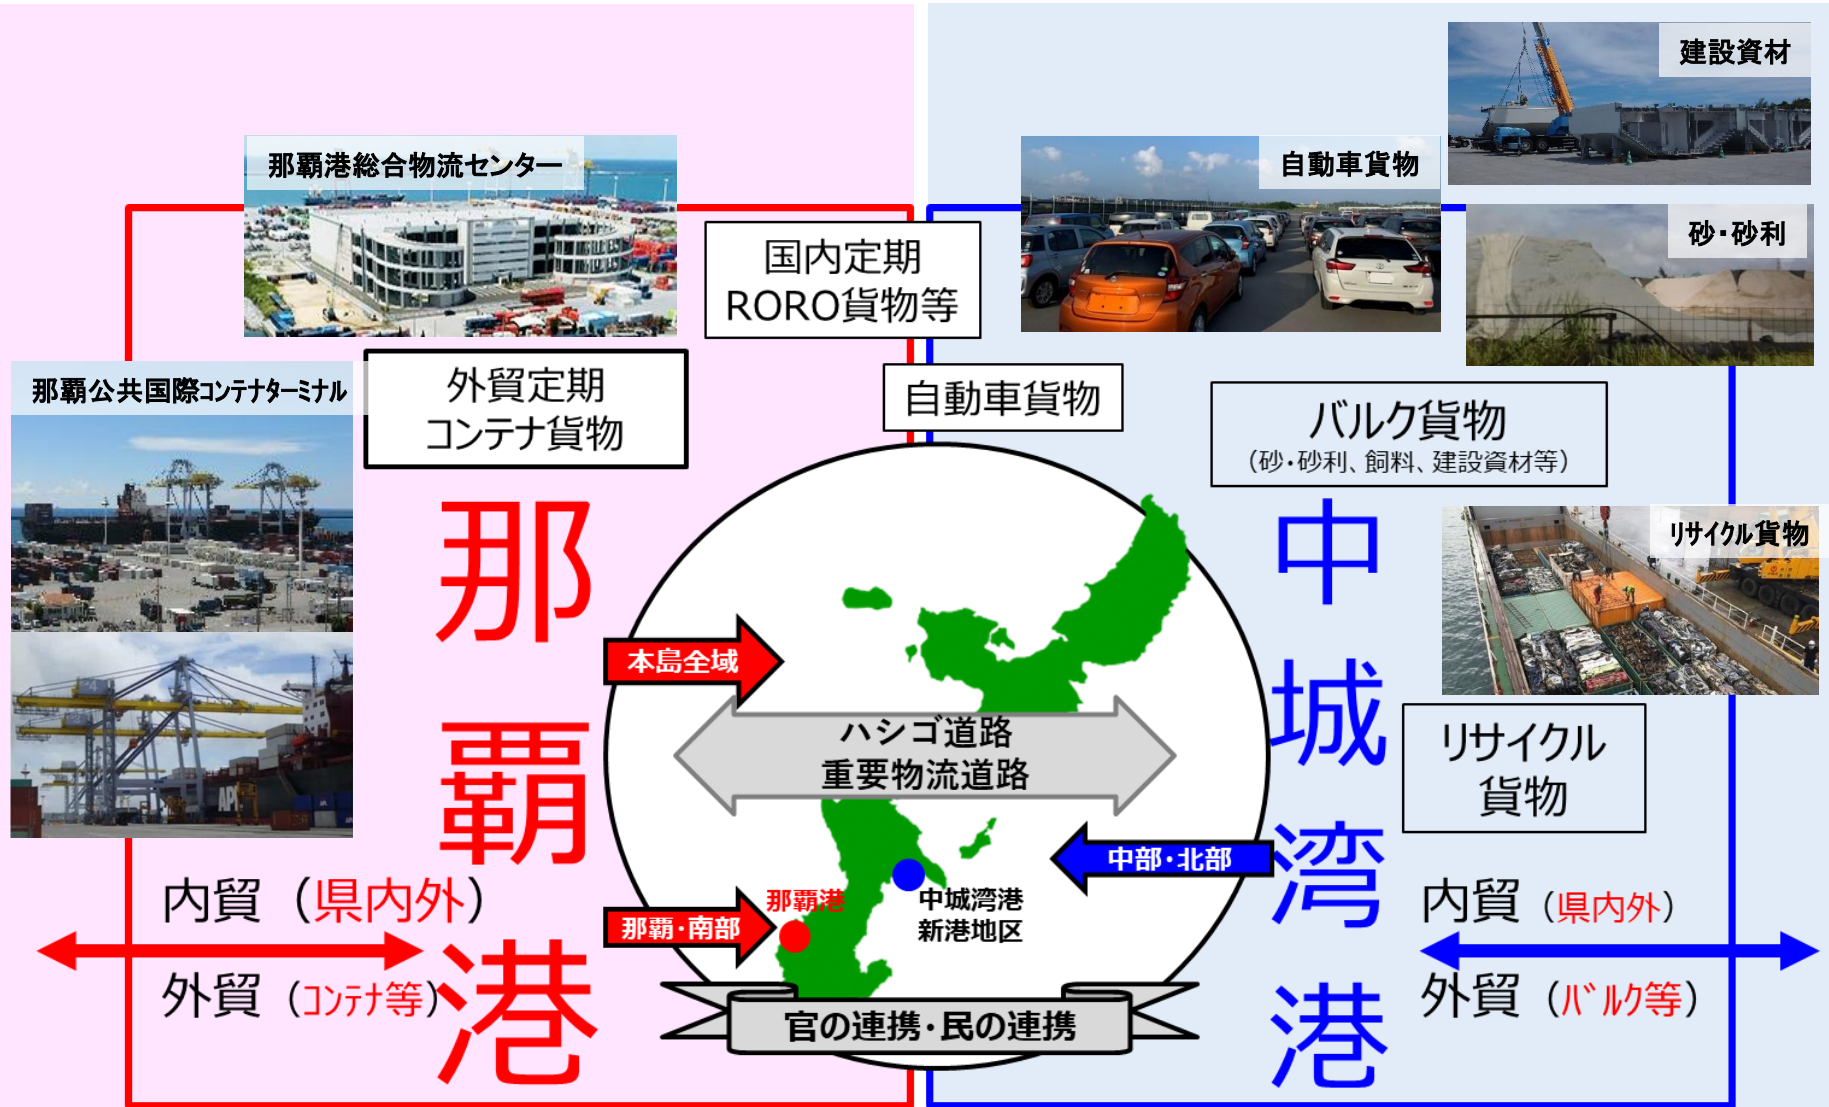 建設資材
那覇港総合物流センター
自動車貨物
砂・砂利
国内定期
RORO貨物等
那覇公共国際コンテナターミナル
外貿定期
コンテナ貨物
自動車貨物
バルク貨物
（砂・砂利、飼料、建設資材等）
リサイクル貨物
那覇港
中城湾港
本島全域
ハシゴ道路
重要物流道路
リサイクル
貨物
中部・北部
那覇・南部
那覇港
中城湾港
新港地区
内貿（県内外）
外貿（コンテナ等）
内貿（県内外）
外貿（バルク等）
官の連携・民の連携
APL